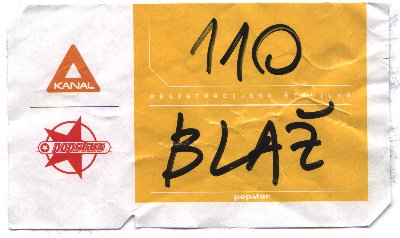 110
REGISTRACIJSKA ŠTEVILKA
BLAŽ
popstar
KANAL
popstars